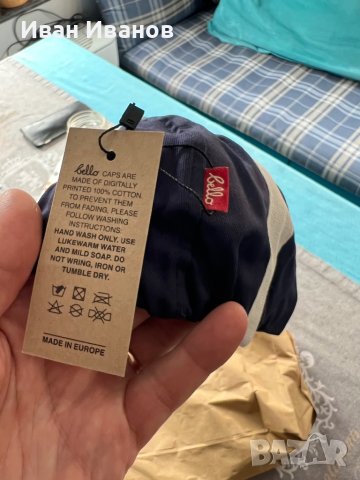 Иван Иванов
bello CAPS ARE
MADE OF DIGITALLY
PRINTED 100% COTTON.
TO PREVENT THEM
FROM FADING, PLEASE
FOLLOW WASHING
INSTRUCTIONS:
HAND WASH ONLY. USE
LUKEWARM WATER
AND MILD SOAP. DO
NOT WRING, IRON OR
TUMBLE DRY.
MADE IN EUROPE
bello
BAZAR